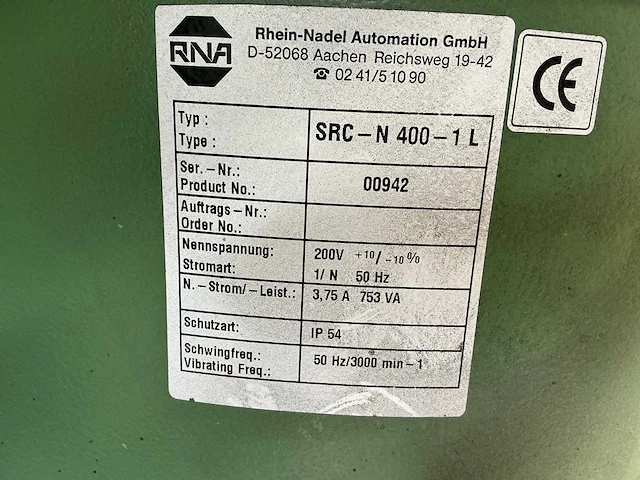 RNA
Rhein-Nadel Automation GmbH
D-52068 Aachen Reichsweg 19-42
☎ 02 41/5 10 90
CE
Typ :
Type :
SRC - N 400 - 1 L
Ser. - Nr.:
Product No.:
00942
Auftrags - Nr.:
Order No.:
Nennspannung: 200V +10/-10%
Stromart: 1/ N 50 Hz
N. - Strom/ - Leist.: 3,75 A 753 VA
Schutzart: IP 54
Schwingfreq.:
Vibrating Freq.:
50 Hz/3000 min - 1